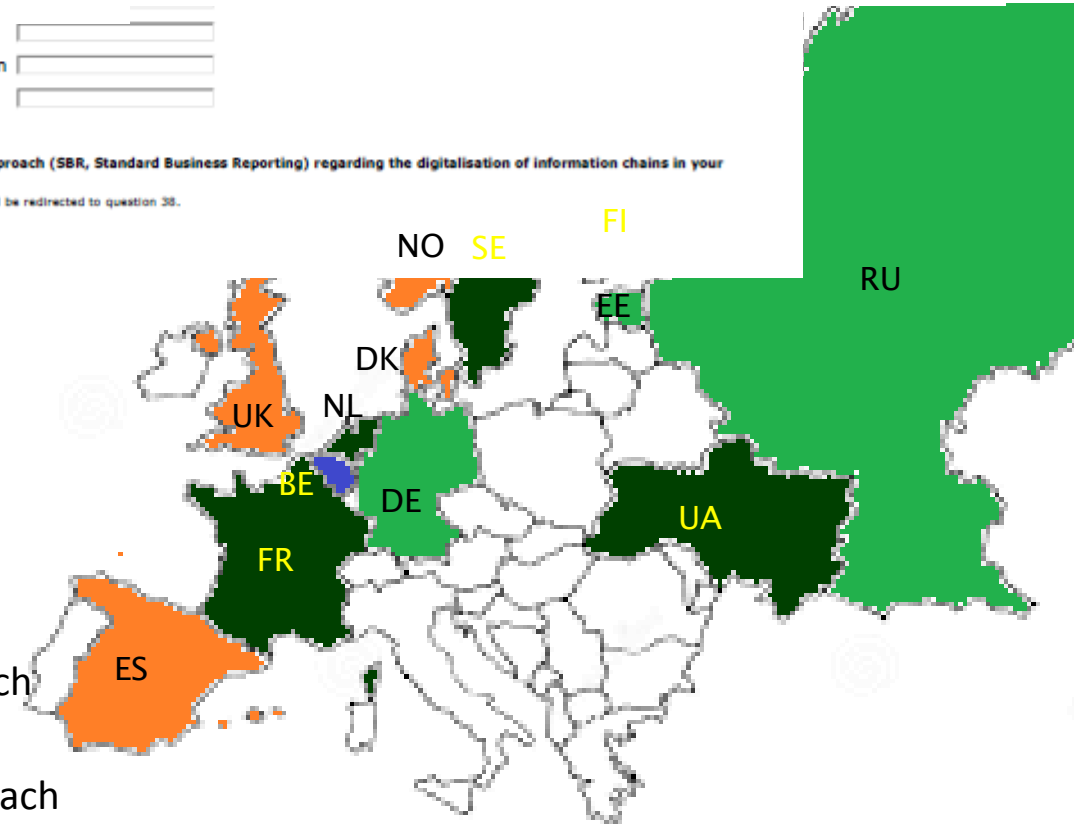 n
proach (SBR, Standard Business Reporting) regarding the digitalisation of information chains in your
l be redirected to question 38.
FI
NO SE
RU
EE
DK
NL
UK
BE
DE
UA
FR
ES
ch
ach